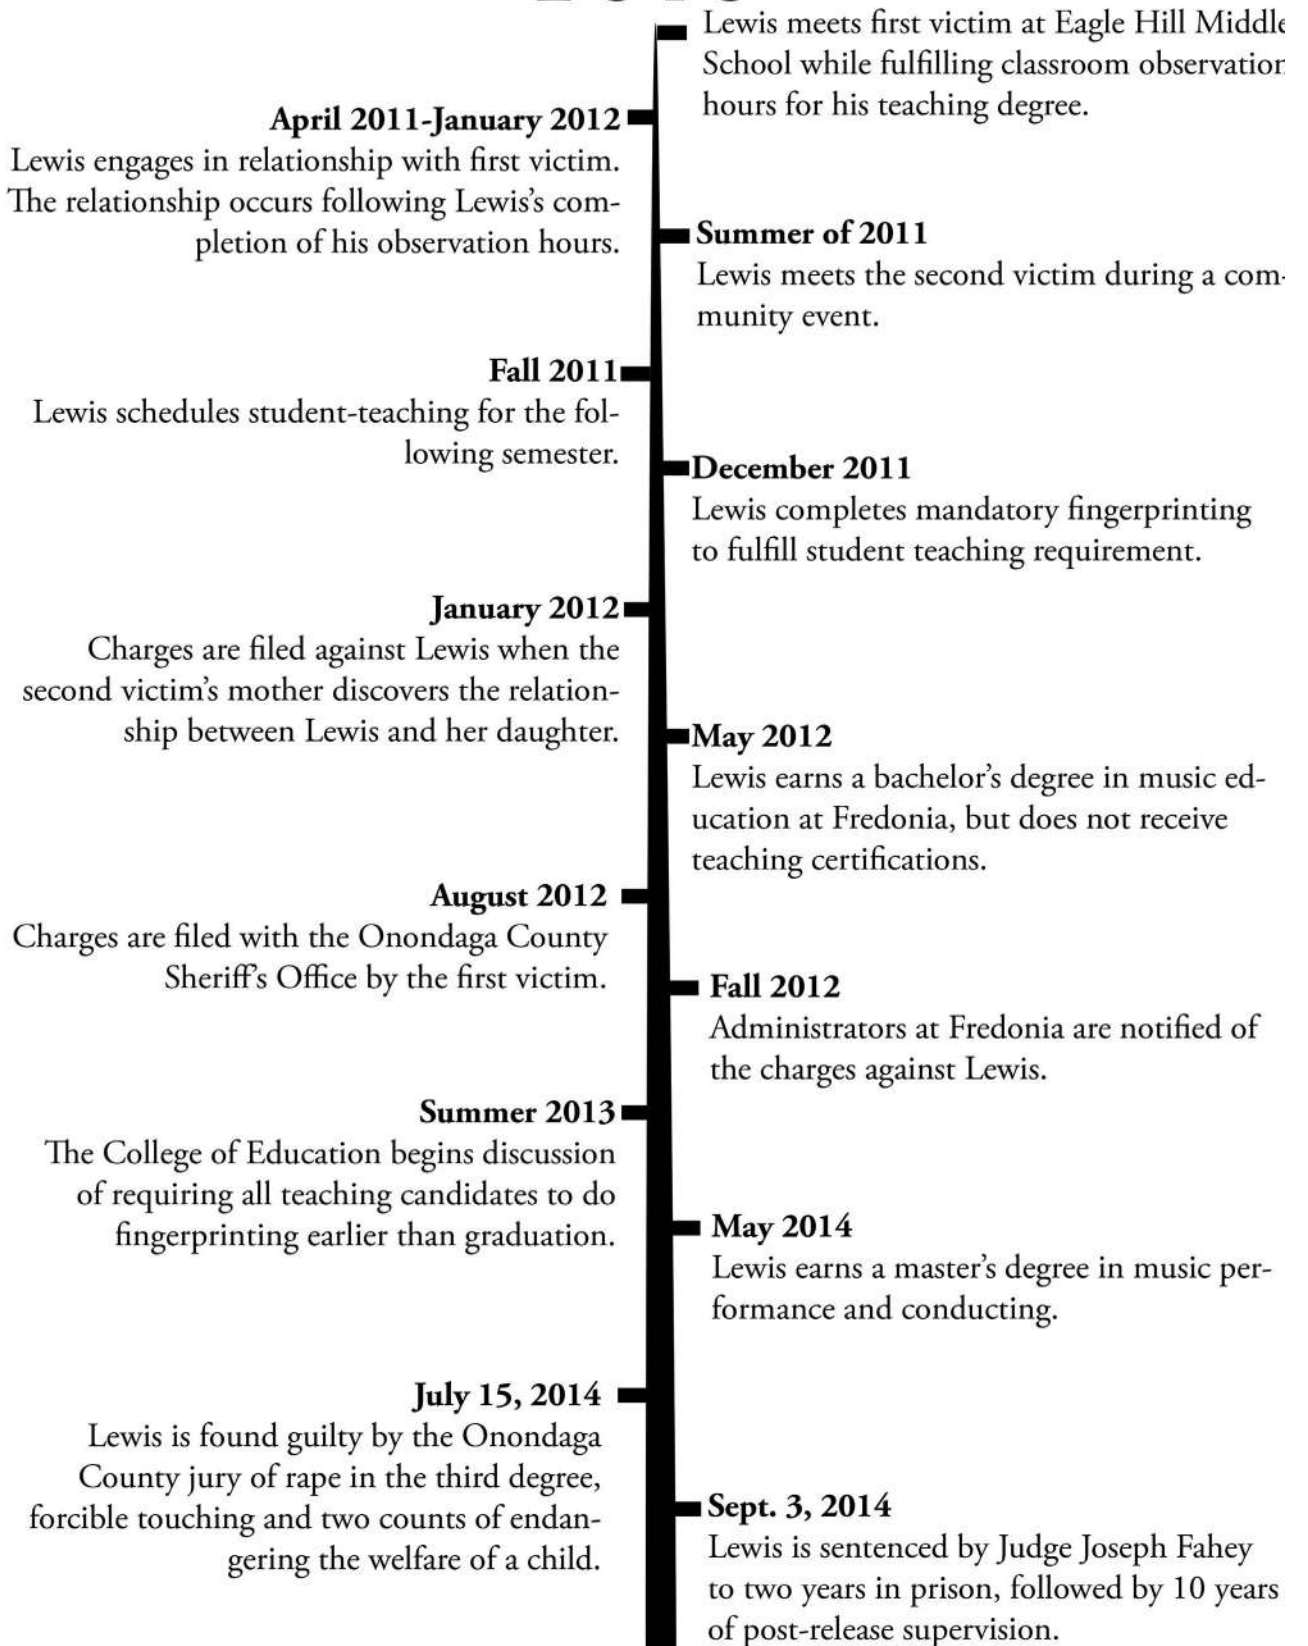 Lewis meets first victim at Eagle Hill Middle
School while fulfilling classroom observation
hours for his teaching degree.
April 2011-January 2012
Lewis engages in relationship with first victim.
The relationship occurs following Lewis's com-
pletion of his observation hours.
Summer of 2011
Lewis meets the second victim during a com-
munity event.
Fall 2011
Lewis schedules student-teaching for the fol-
lowing semester.
December 2011
Lewis completes mandatory fingerprinting
to fulfill student teaching requirement.
January 2012
Charges are filed against Lewis when the
second victim's mother discovers the relation-
ship between Lewis and her daughter.
May 2012
Lewis earns a bachelor's degree in music ed-
ucation at Fredonia, but does not receive
teaching certifications.
August 2012
Charges are filed with the Onondaga County
Sheriff's Office by the first victim.
Fall 2012
Administrators at Fredonia are notified of
the charges against Lewis.
Summer 2013
The College of Education begins discussion
of requiring all teaching candidates to do
fingerprinting earlier than graduation.
May 2014
Lewis earns a master's degree in music per-
formance and conducting.
July 15, 2014
Lewis is found guilty by the Onondaga
County jury of rape in the third degree,
forcible touching and two counts of endan-
gering the welfare of a child.
Sept. 3, 2014
Lewis is sentenced by Judge Joseph Fahey
to two years in prison, followed by 10 years
of post-release supervision.